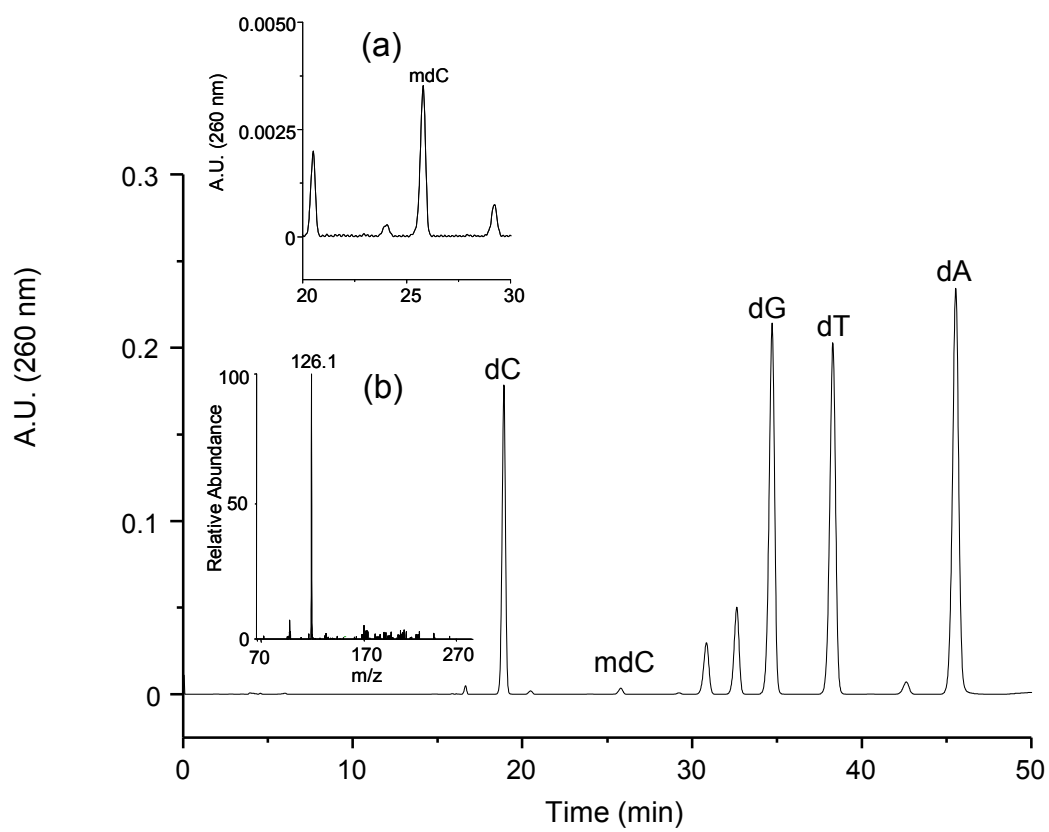 0.0050
(a)
mdC
0.0025
A.U. (260 nm)
0
20 25 30
0.3
A.U. (260 nm)
0.2
0.1
0
126.1
100
(b)
Relative Abundance
50
0
70 170 270
m/z
dC
mdC
dG
dT
dA
0 10 20 30 40 50
Time (min)